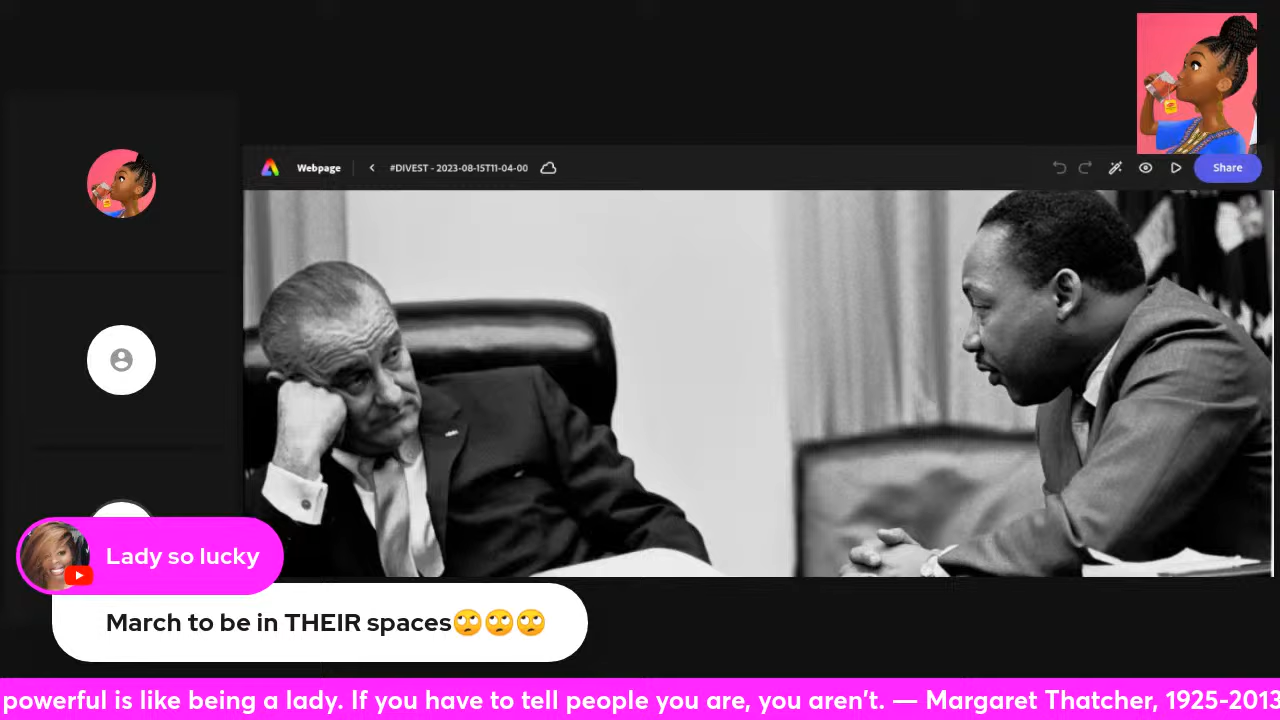 Webpage
#DIVEST - 2023-08-15T11-04-00
Share
Lady so lucky
March to be in THEIR spaces🙄🙄🙄
powerful is like being a lady. If you have to tell people you are, you aren't. — Margaret Thatcher, 1925-2013